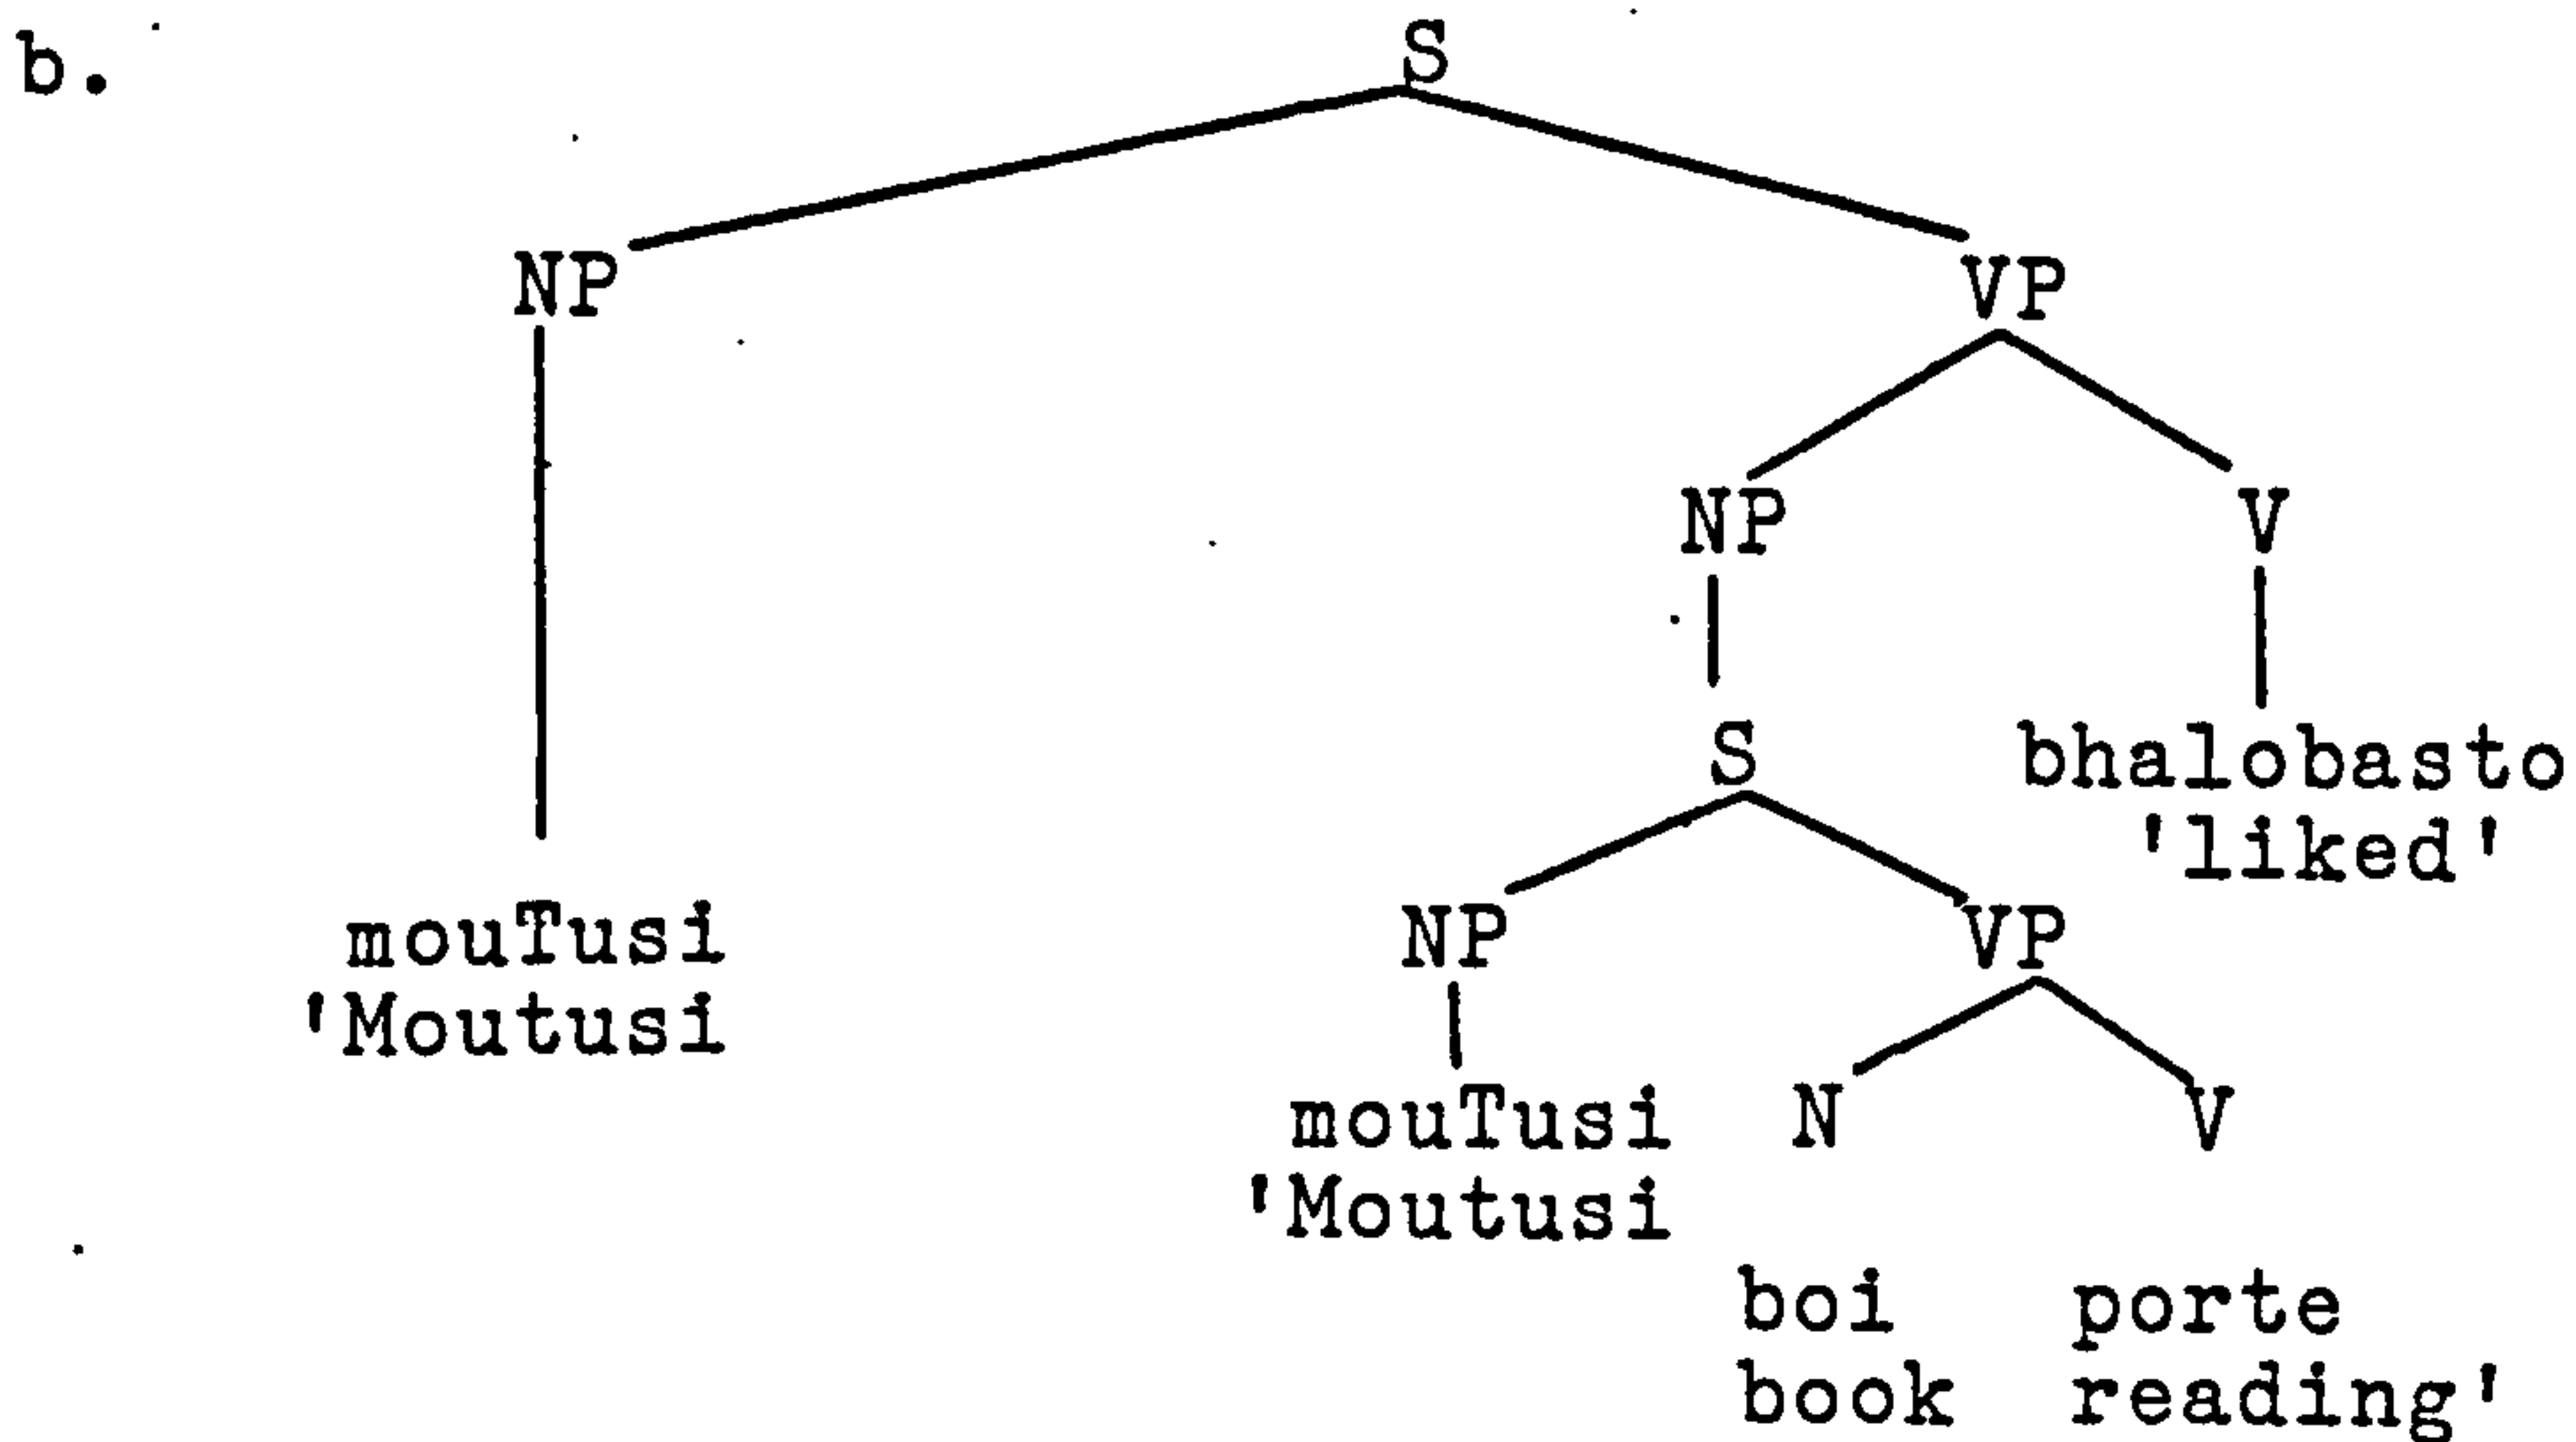 b.
S
NP VP
NP V
S bhalobasto
'liked'
NP VP
mouTusi
'Moutusi
mouTusi N V
'Moutusi
boi porte
book reading'